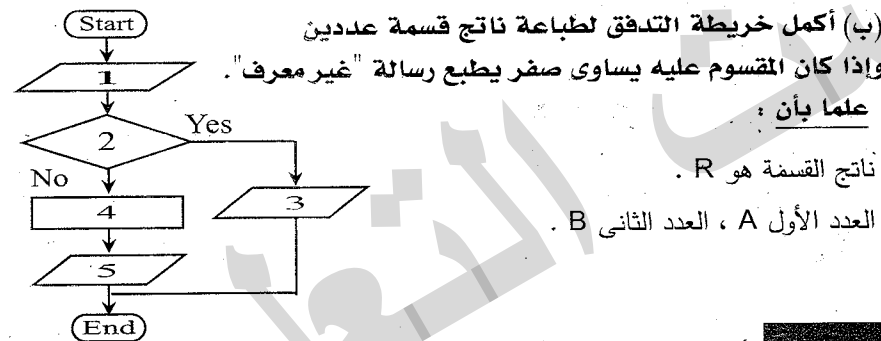 (ب) أكمل خريطة التدفق لطباعة ناتج قسمة عددين
وإذا كان المقسوم عليه يساوى صفر يطبع رسالة "غير معرف".
علما بأن :
ناتج القسمة هو R .
العدد الأول A ، العدد الثانى B .
Start
1
2
Yes
No
3
4
5
End